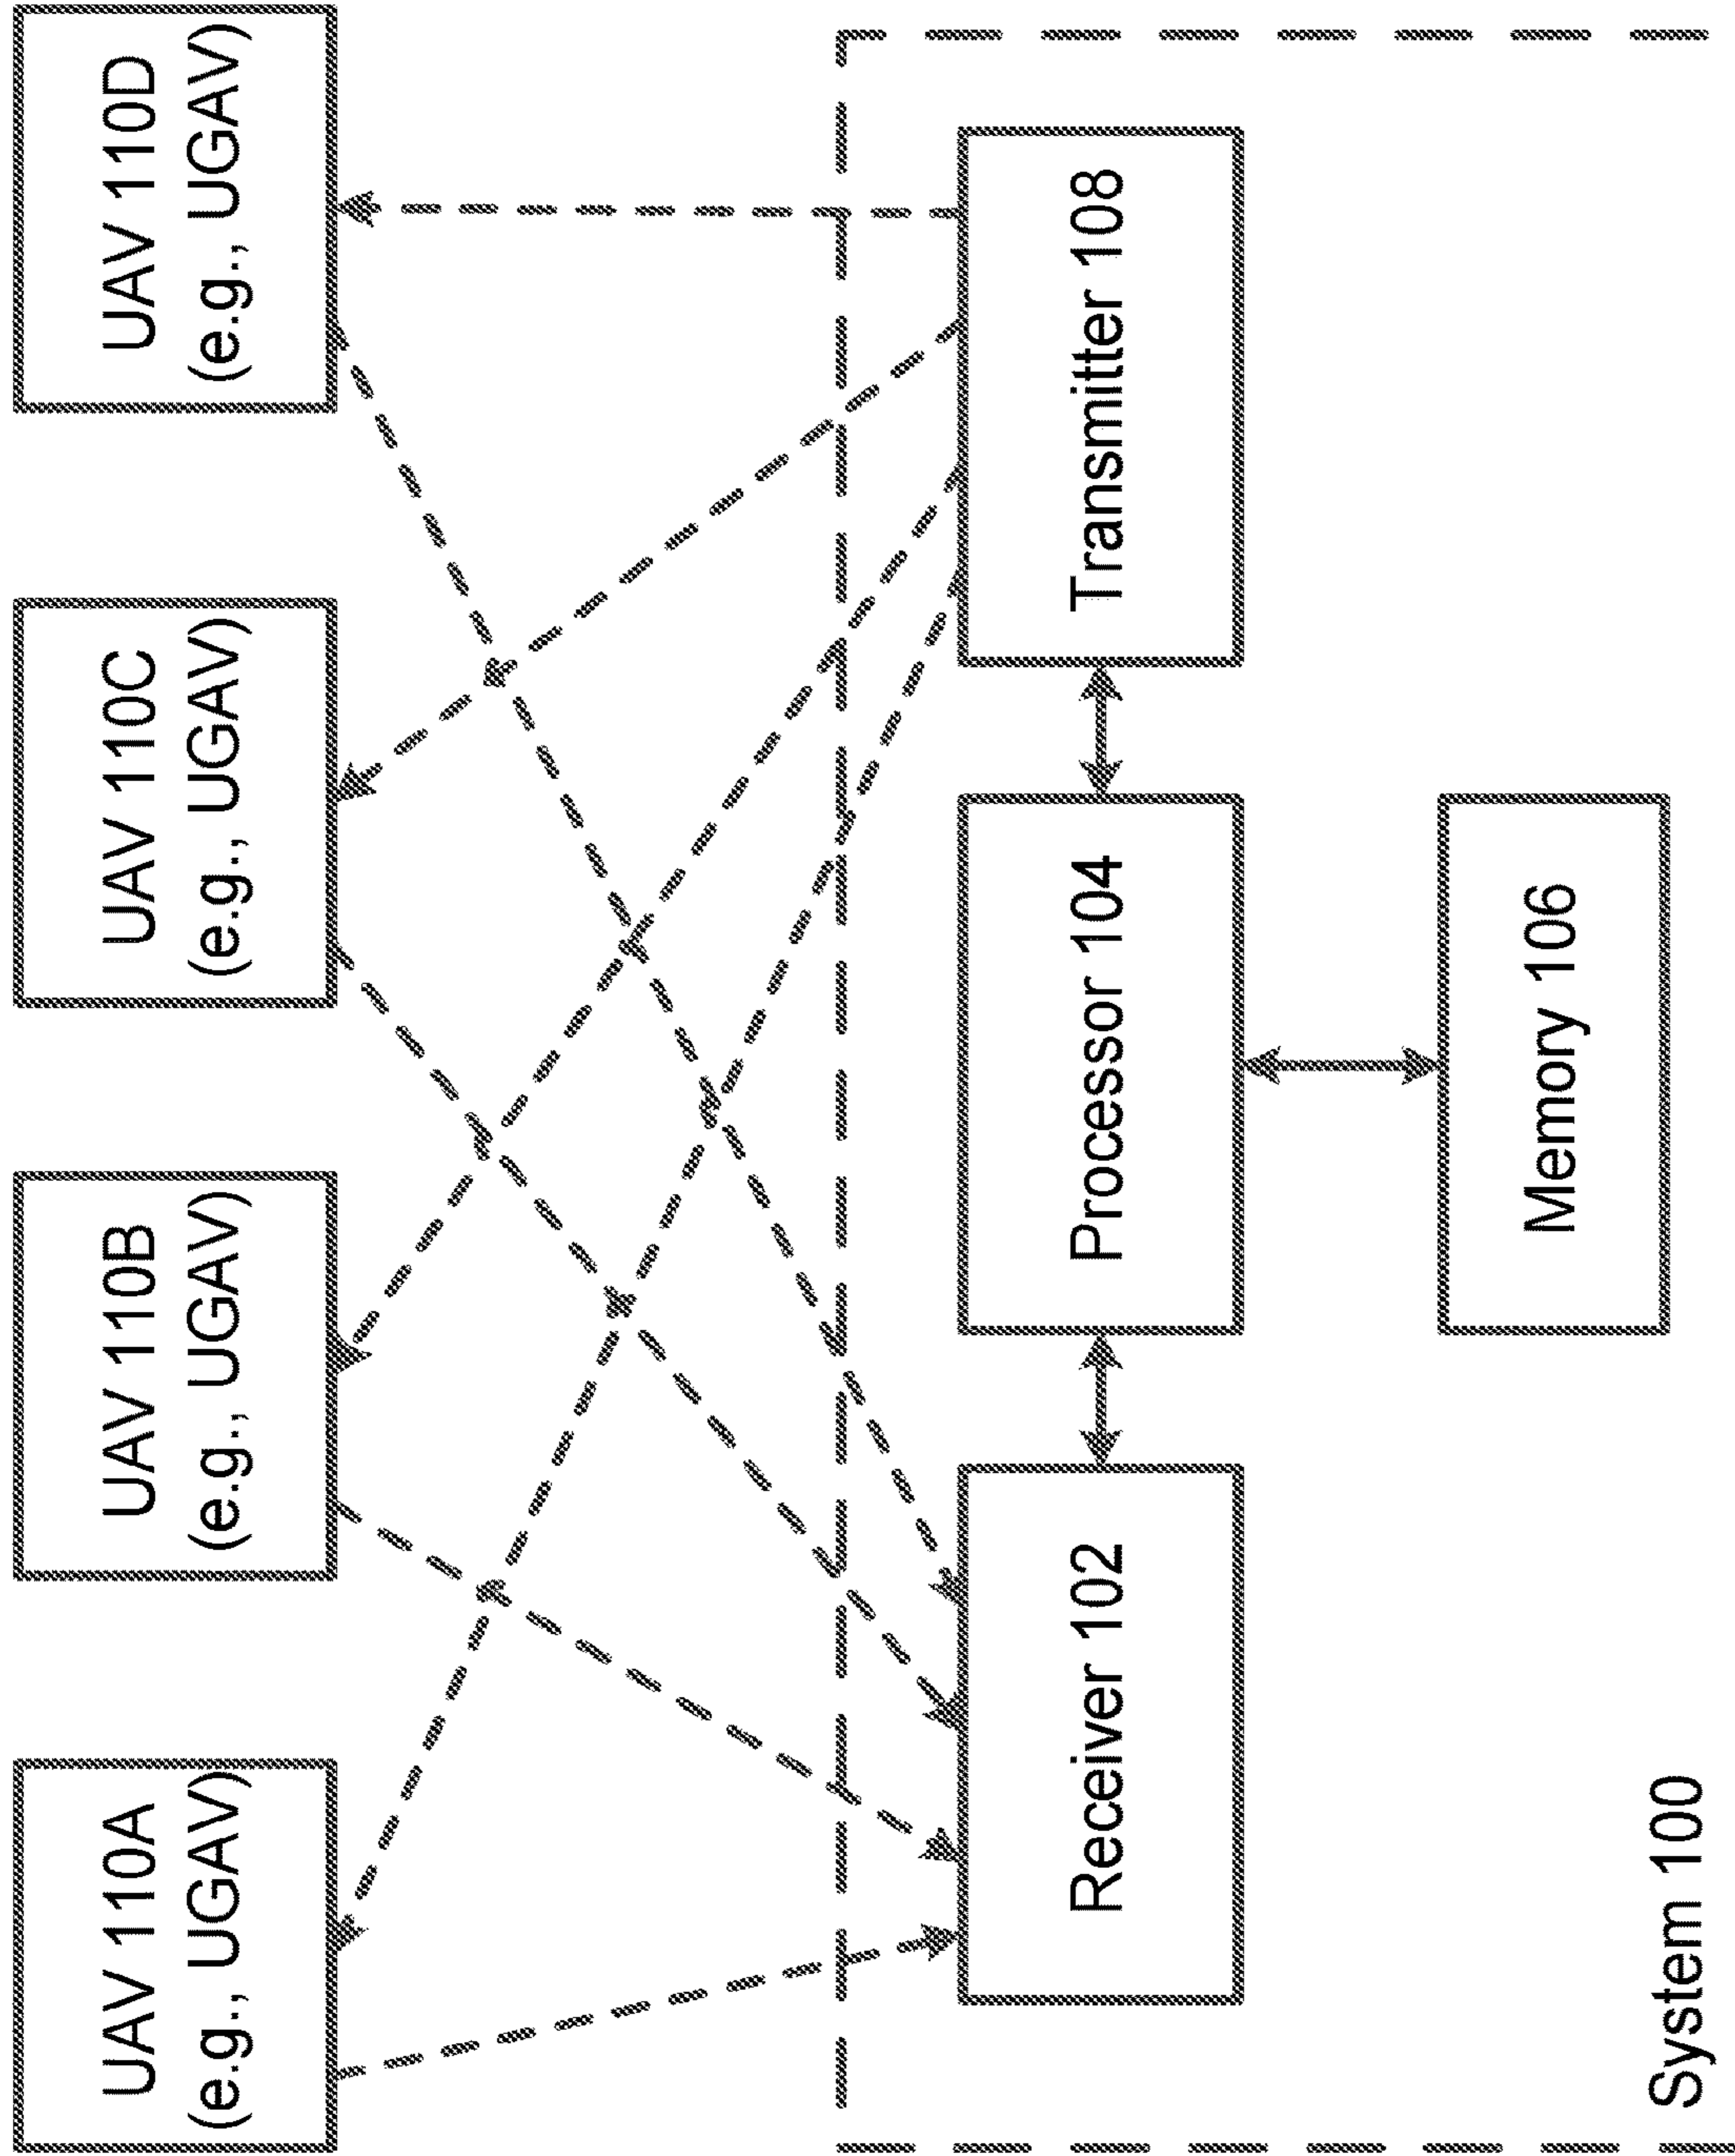 UAV 110A
(e.g., UGAV)
UAV 110B
(e.g., UGAV)
UAV 110C
(e.g., UGAV)
UAV 110D
(e.g., UGAV)
Receiver 102
Processor 104
Transmitter 108
Memory 106
System 100